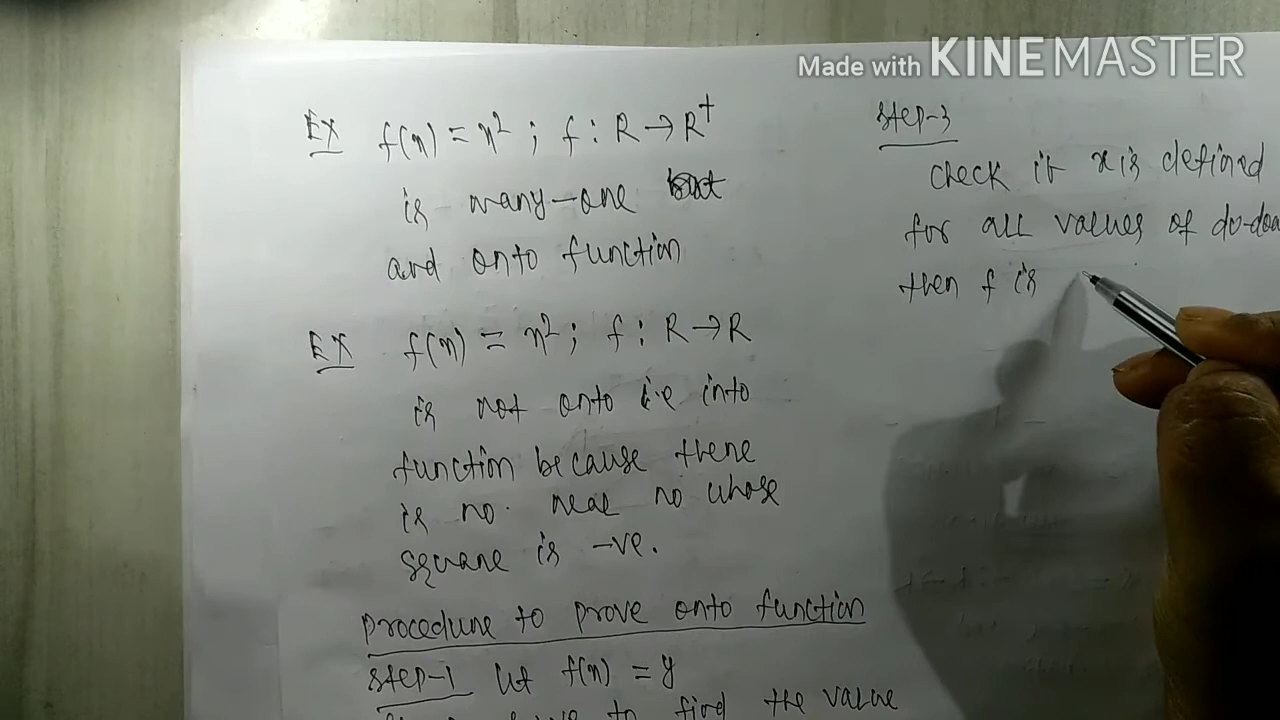 Made with KINEMASTER
Ex f(x) = x² ; f : R → R⁺
is many-one
and onto function
Ex f(x) = x² ; f : R → R
is not onto i.e into
function because there
is no. real no whose
square is -ve.
Procedure to prove onto function
Step-1 Let f(x) = y
to find the value
Step-3
Check if x is defined
for all values of
then f is